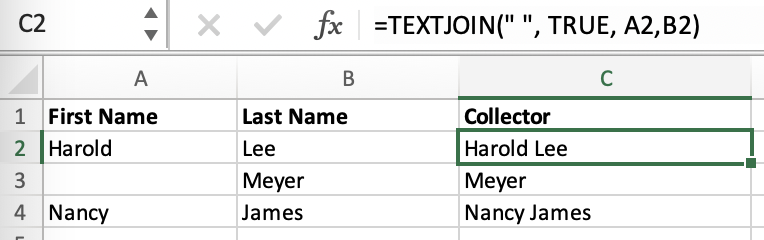 C2 fx =TEXTJOIN(" ", TRUE, A2,B2)
A B C
1 First Name Last Name Collector
2 Harold Lee Harold Lee
3 Meyer Meyer
4 Nancy James Nancy James